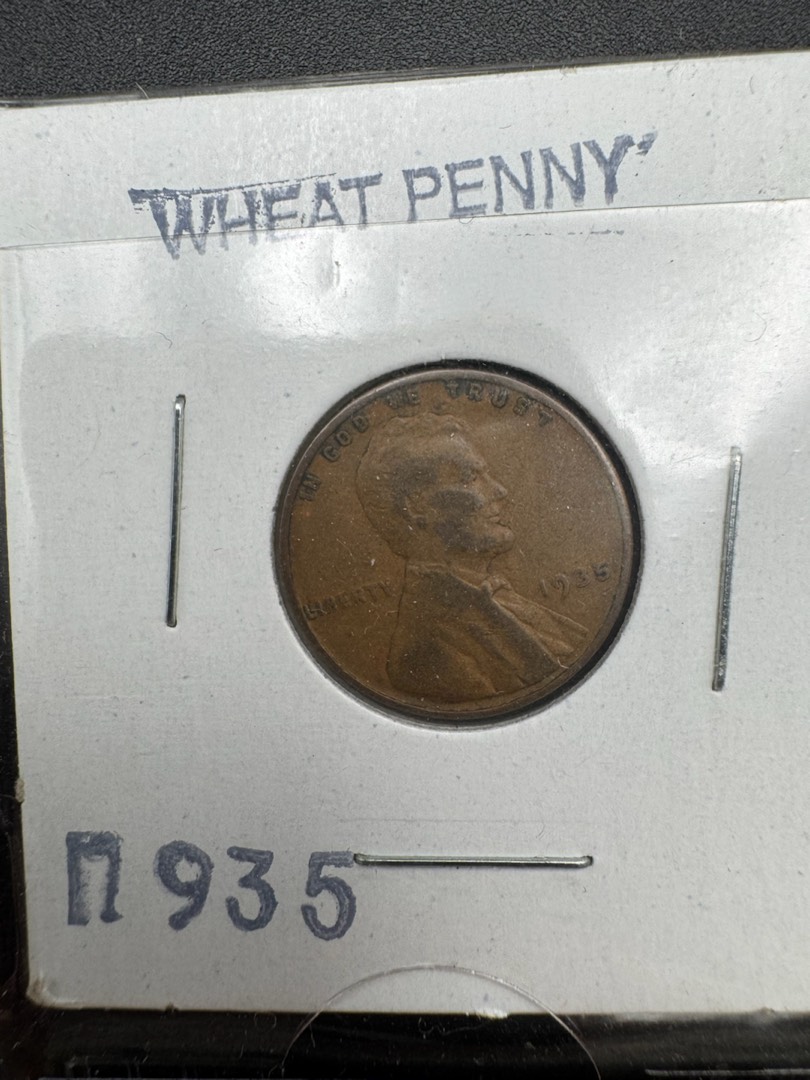 "WHEAT PENNY"
IN GOD WE TRUST
LIBERTY
1935
1935